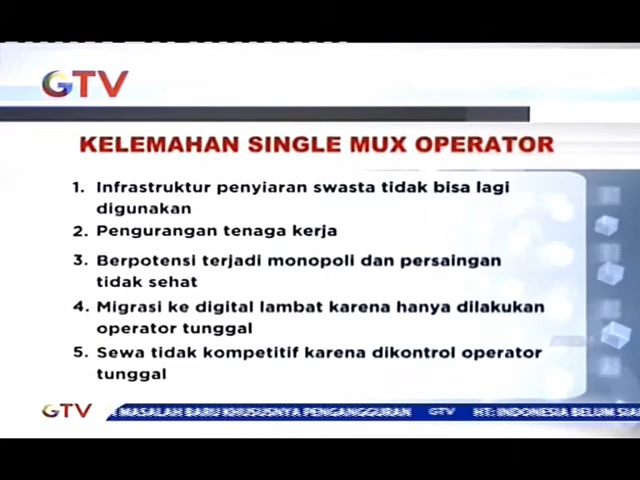 GTV
KELEMAHAN SINGLE MUX OPERATOR
1. Infrastruktur penyiaran swasta tidak bisa lagi
digunakan
2. Pengurangan tenaga kerja
3. Berpotensi terjadi monopoli dan persaingan
tidak sehat
4. Migrasi ke digital lambat karena hanya dilakukan
operator tunggal
5. Sewa tidak kompetitif karena dikontrol operator
tunggal
GTV MASALAH BARU KHUSUSNYA PENGANGGURAN GTV HT: INDONESIA BELUM